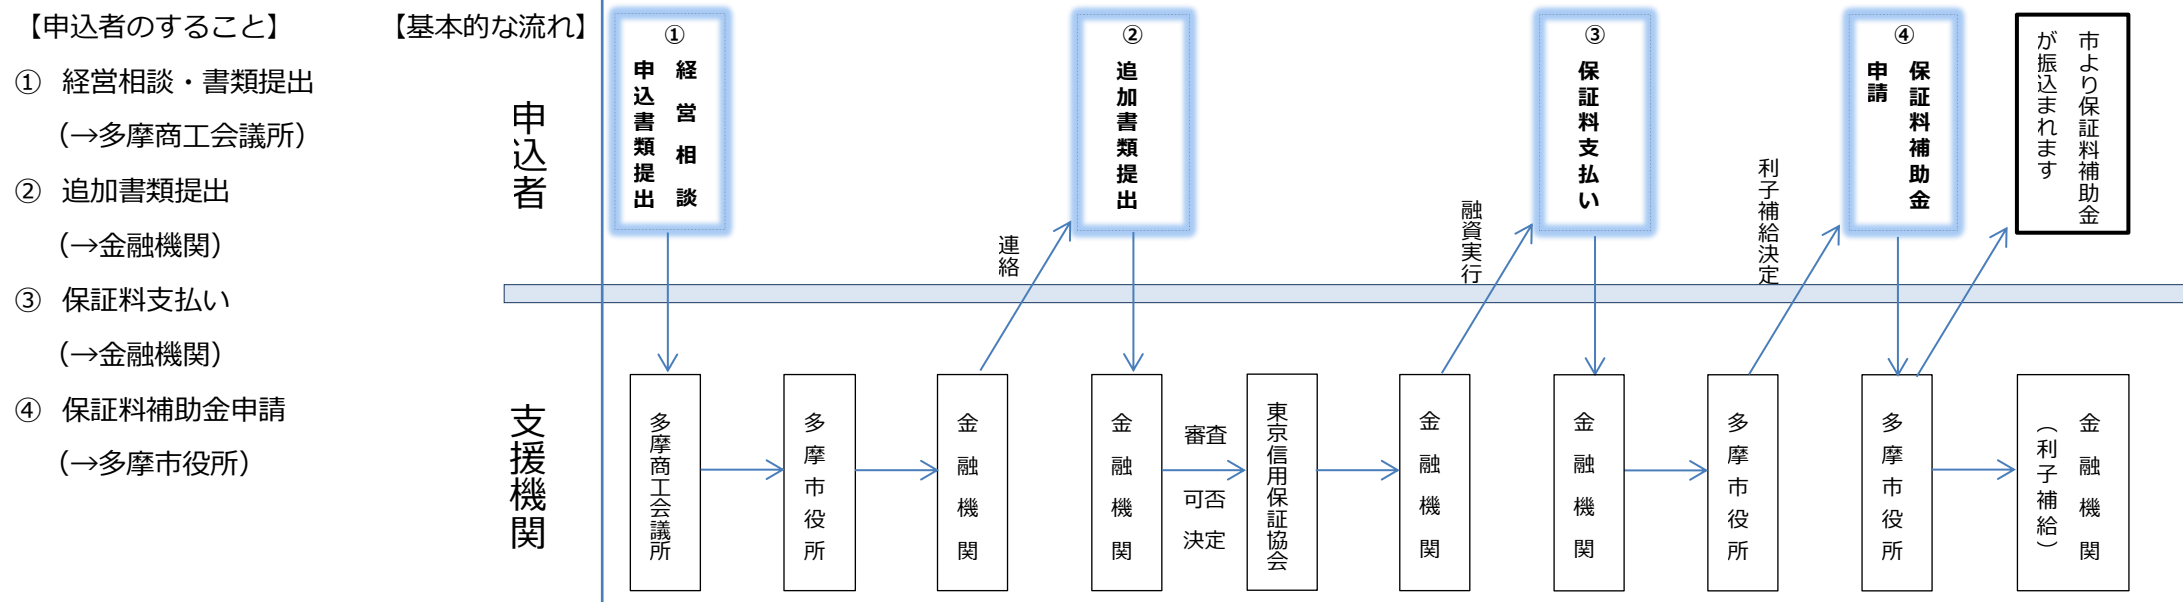 【申込者のすること】
① 経営相談・書類提出
（→多摩商工会議所）
② 追加書類提出
（→金融機関）
③ 保証料支払い
（→金融機関）
④ 保証料補助金申請
（→多摩市役所）
【基本的な流れ】
申込者
①
経営相談
申込書類提出
連絡
②
追加書類提出
融資実行
③
保証料支払い
利子補給決定
④
保証料補助金
申請
市より保証料補助金
が振込まれます
支援機関
多摩商工会議所
多摩市役所
金融機関
金融機関
審査
可否
決定
東京信用保証協会
金融機関
金融機関
多摩市役所
多摩市役所
金融機関
（利子補給）